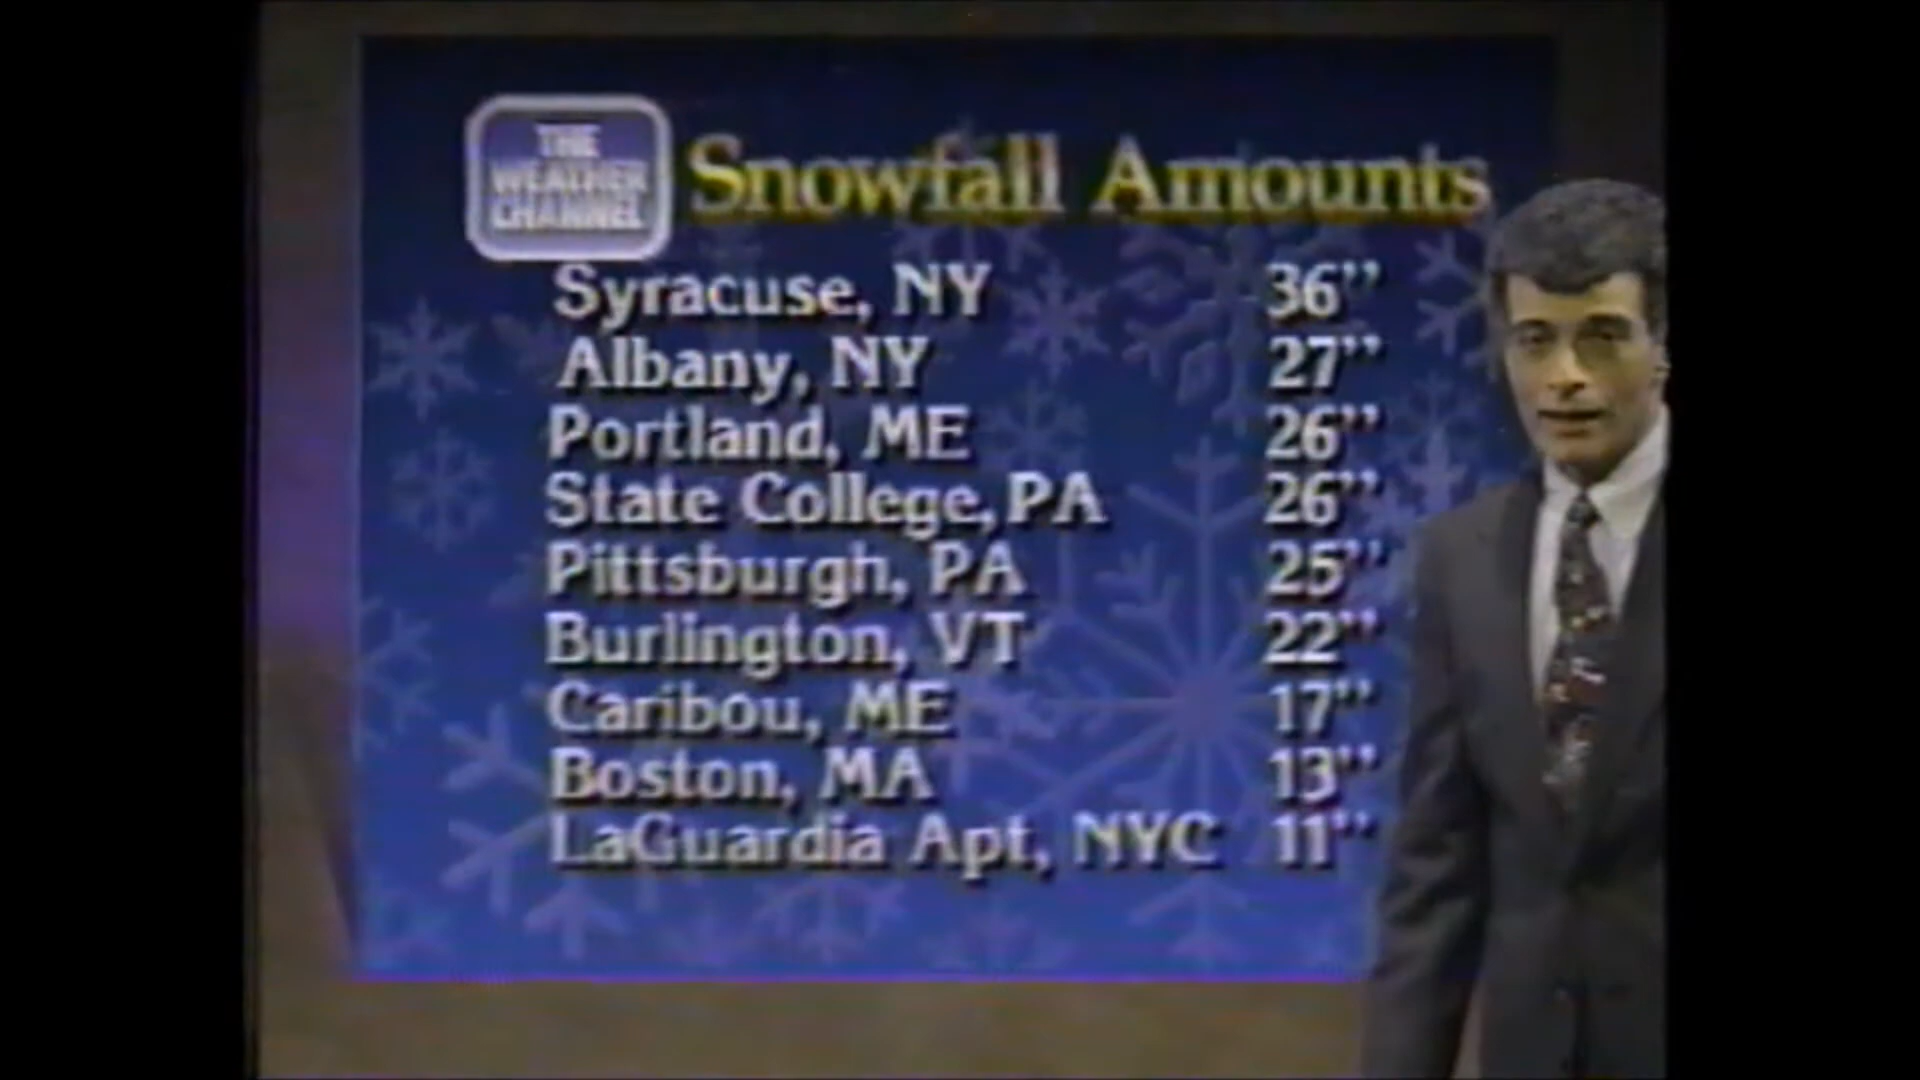 THE
WEATHER
CHANNEL
Snowfall Amounts
Syracuse, NY 36"
Albany, NY 27"
Portland, ME 26"
State College, PA 26"
Pittsburgh, PA 25"
Burlington, VT 22"
Caribou, ME 17"
Boston, MA 13"
LaGuardia Apt, NYC 11"